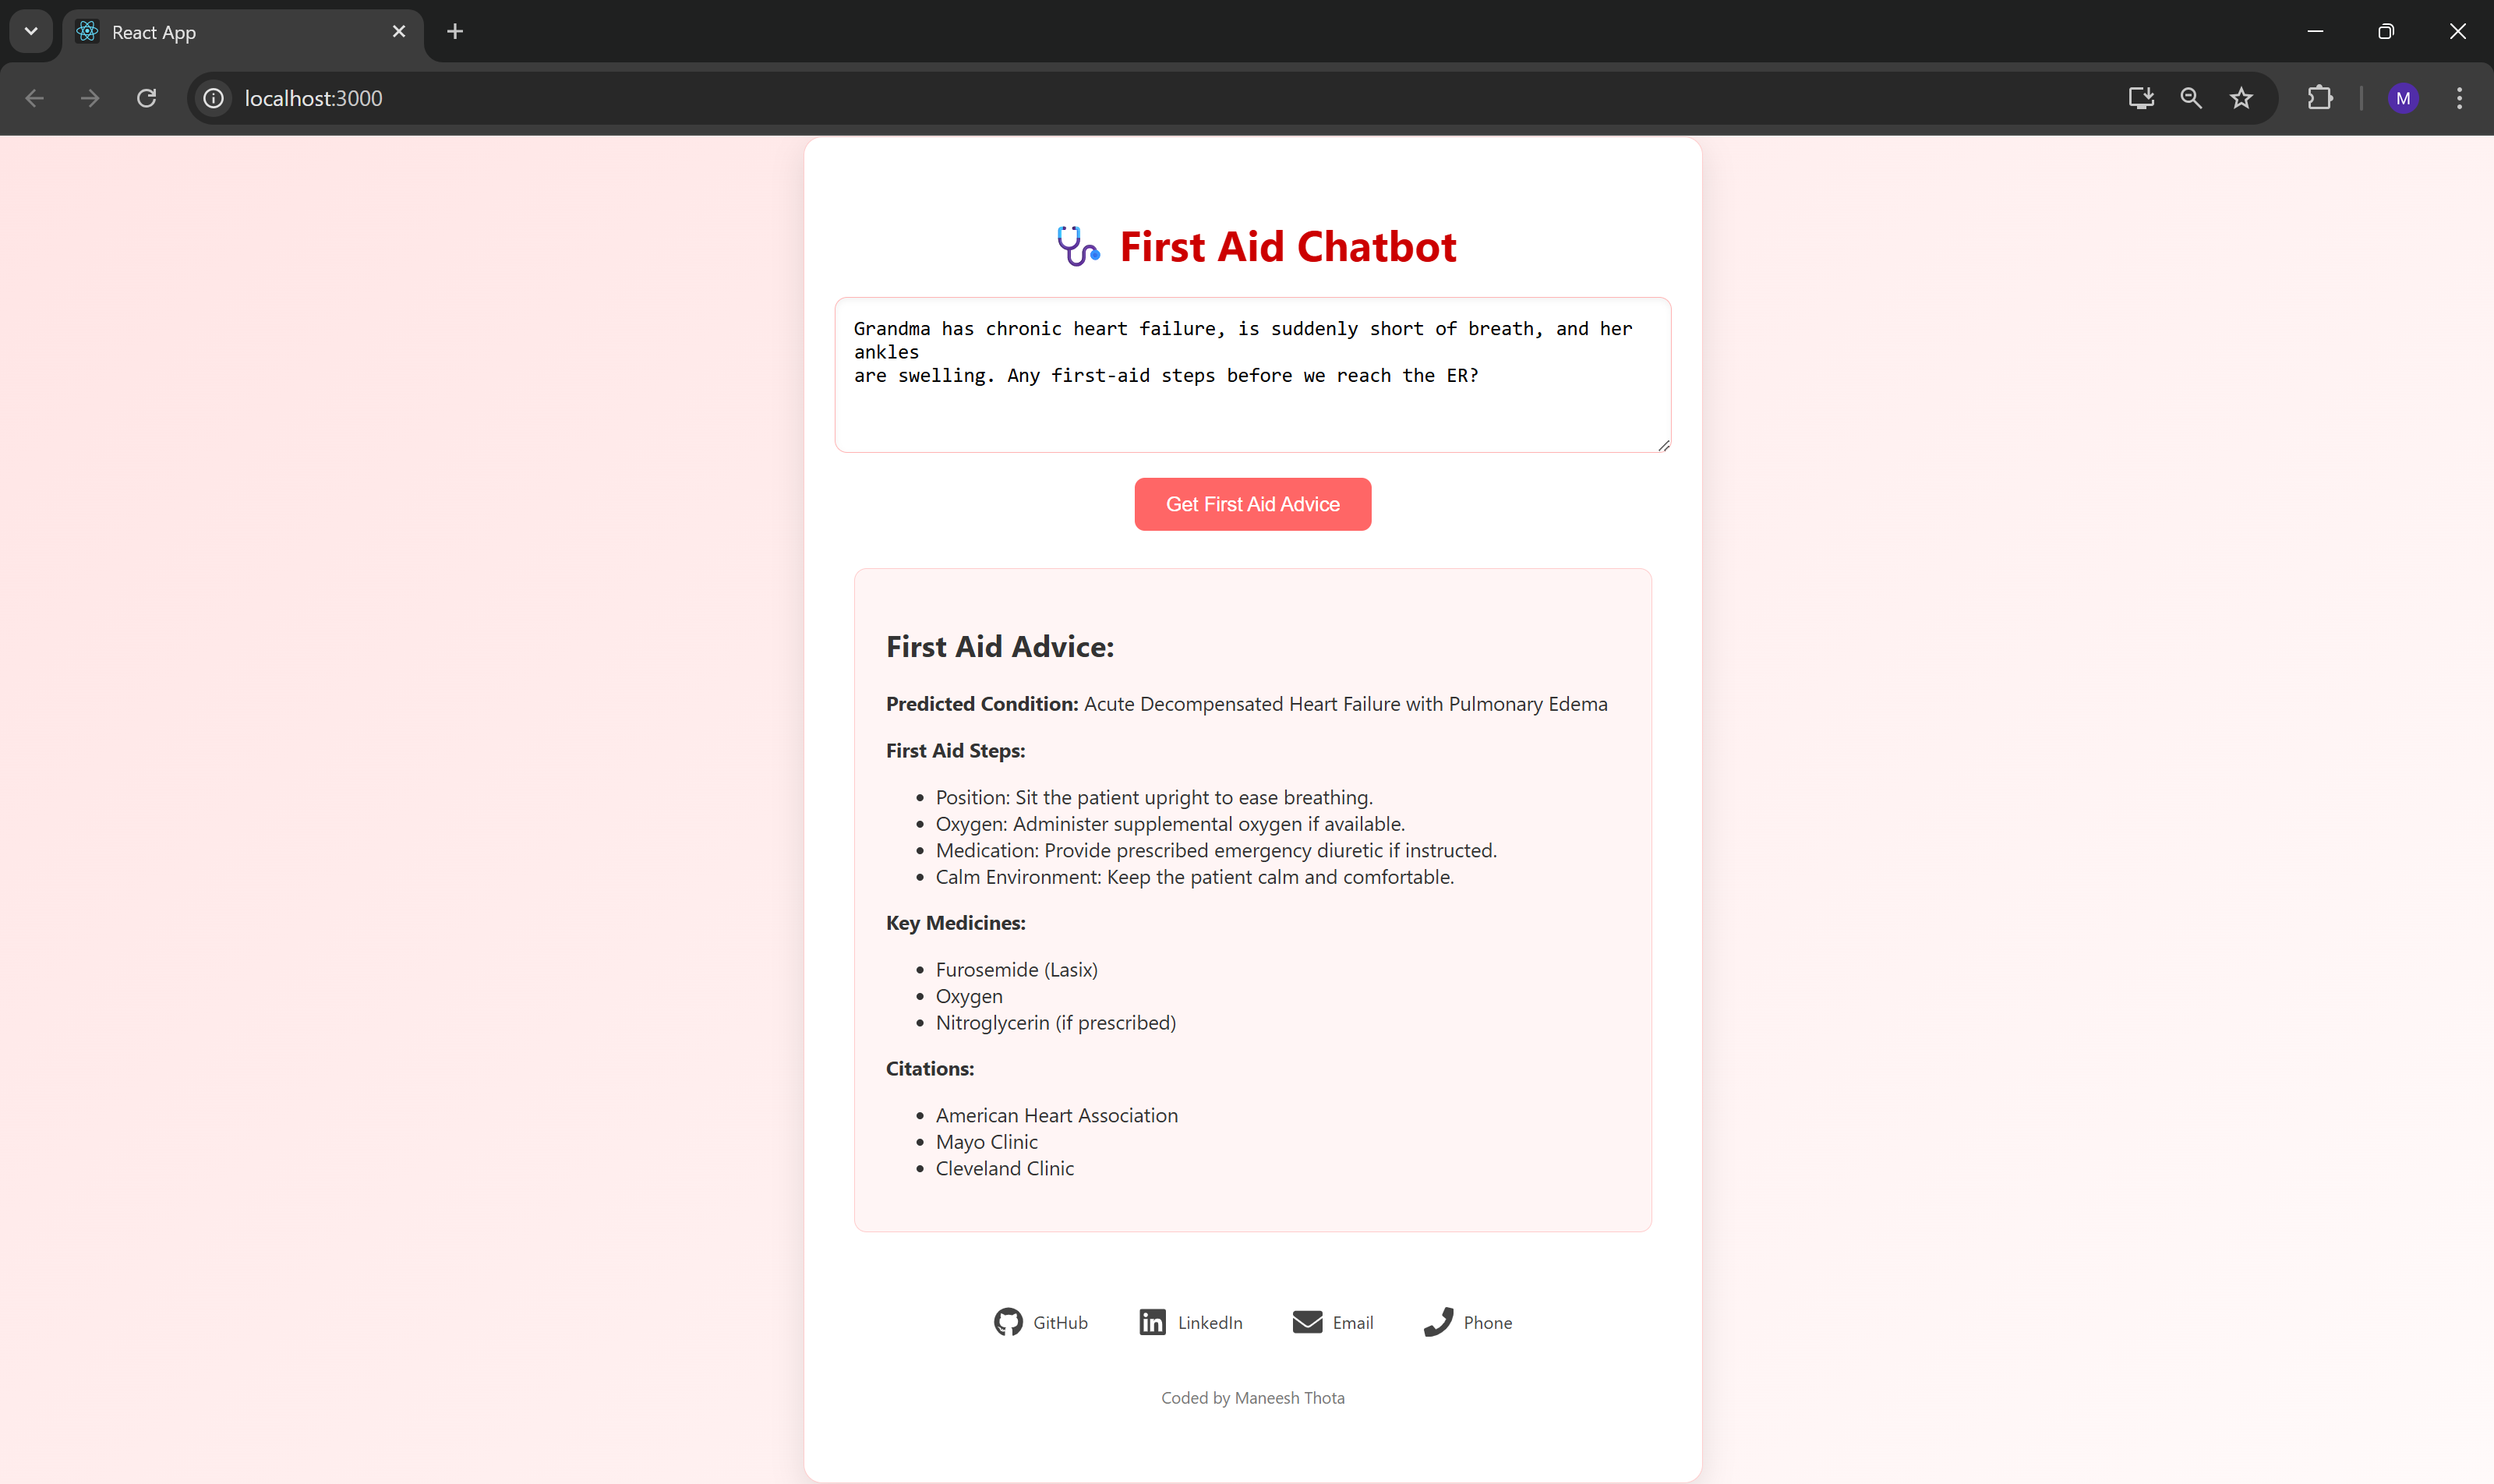 React App
localhost:3000
M
First Aid Chatbot
Grandma has chronic heart failure, is suddenly short of breath, and her
ankles
are swelling. Any first-aid steps before we reach the ER?
Get First Aid Advice
First Aid Advice:
Predicted Condition: Acute Decompensated Heart Failure with Pulmonary Edema
First Aid Steps:
Position: Sit the patient upright to ease breathing.
Oxygen: Administer supplemental oxygen if available.
Medication: Provide prescribed emergency diuretic if instructed.
Calm Environment: Keep the patient calm and comfortable.
Key Medicines:
Furosemide (Lasix)
Oxygen
Nitroglycerin (if prescribed)
Citations:
American Heart Association
Mayo Clinic
Cleveland Clinic
GitHub LinkedIn Email Phone
Coded by Maneesh Thota